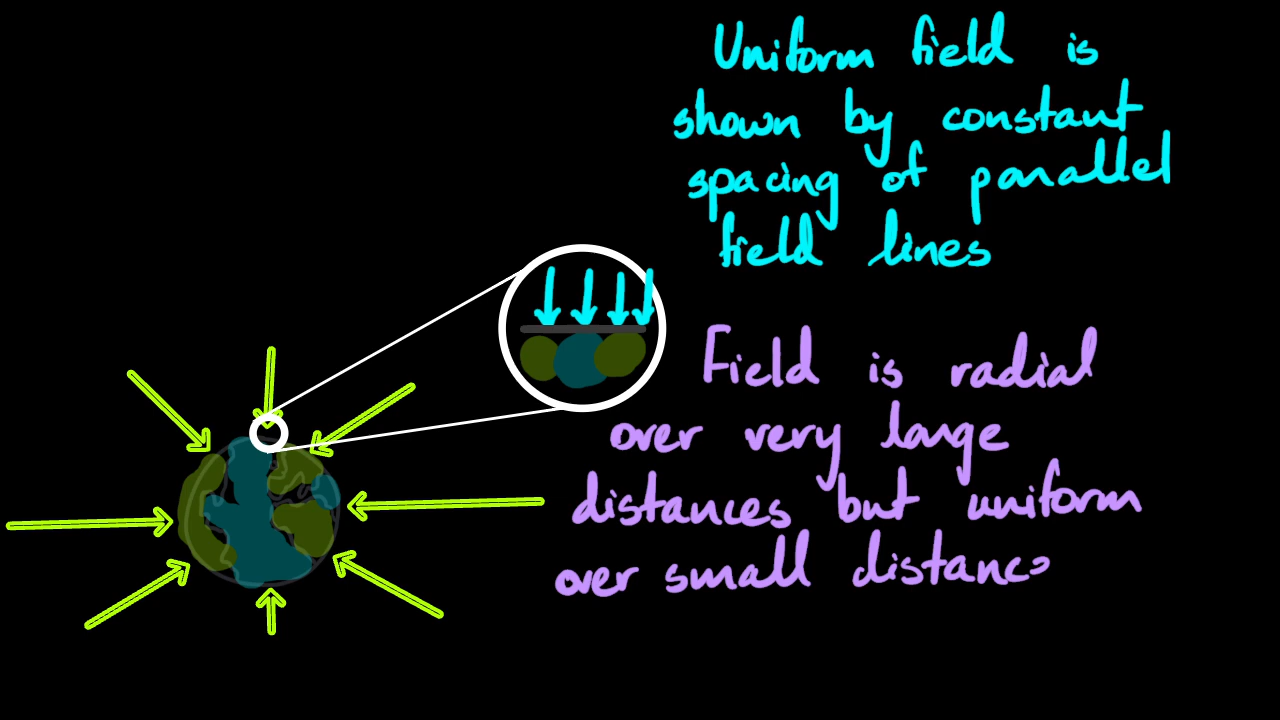 Uniform field is
shown by constant
spacing of parallel
field lines
Field is radial
over very large
distances but uniform
over small distanc